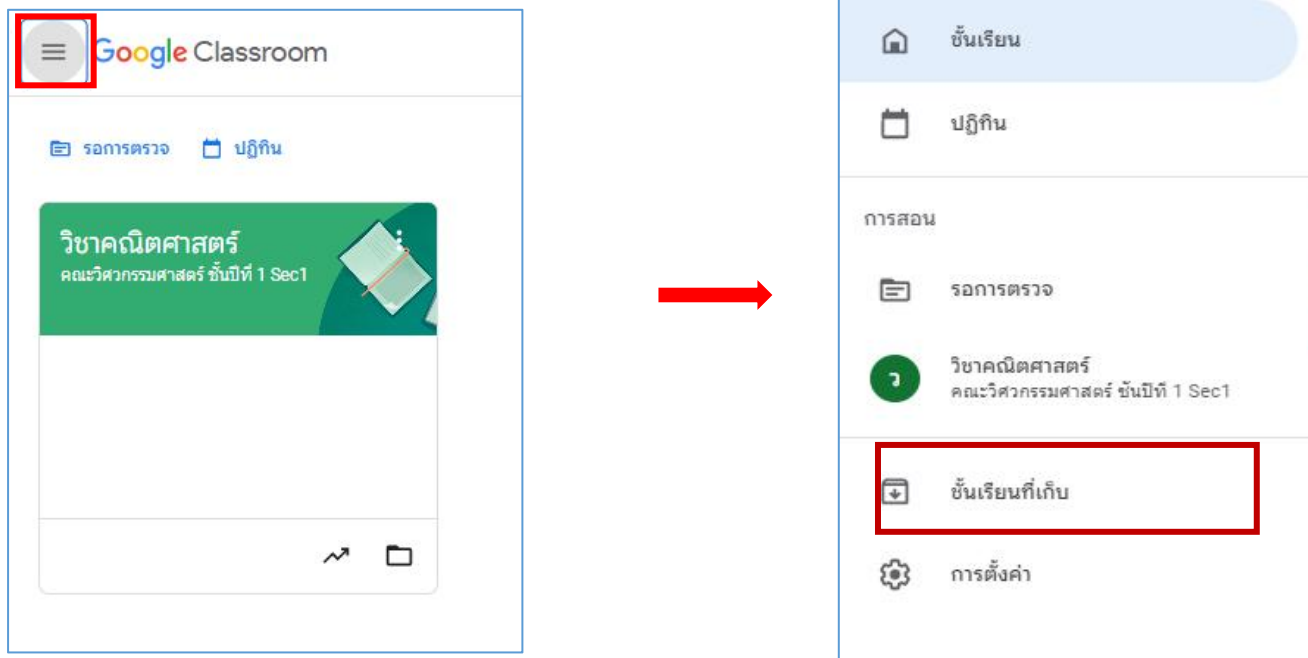 Google Classroom
รอการตรวจ ปฏิทิน
วิชาคณิตศาสตร์
คณะวิศวกรรมศาสตร์ ชั้นปีที่ 1 Sec1
ชั้นเรียน
ปฏิทิน
การสอน
รอการตรวจ
ว
วิชาคณิตศาสตร์
คณะวิศวกรรมศาสตร์ ชั้นปีที่ 1 Sec1
ชั้นเรียนที่เก็บ
การตั้งค่า